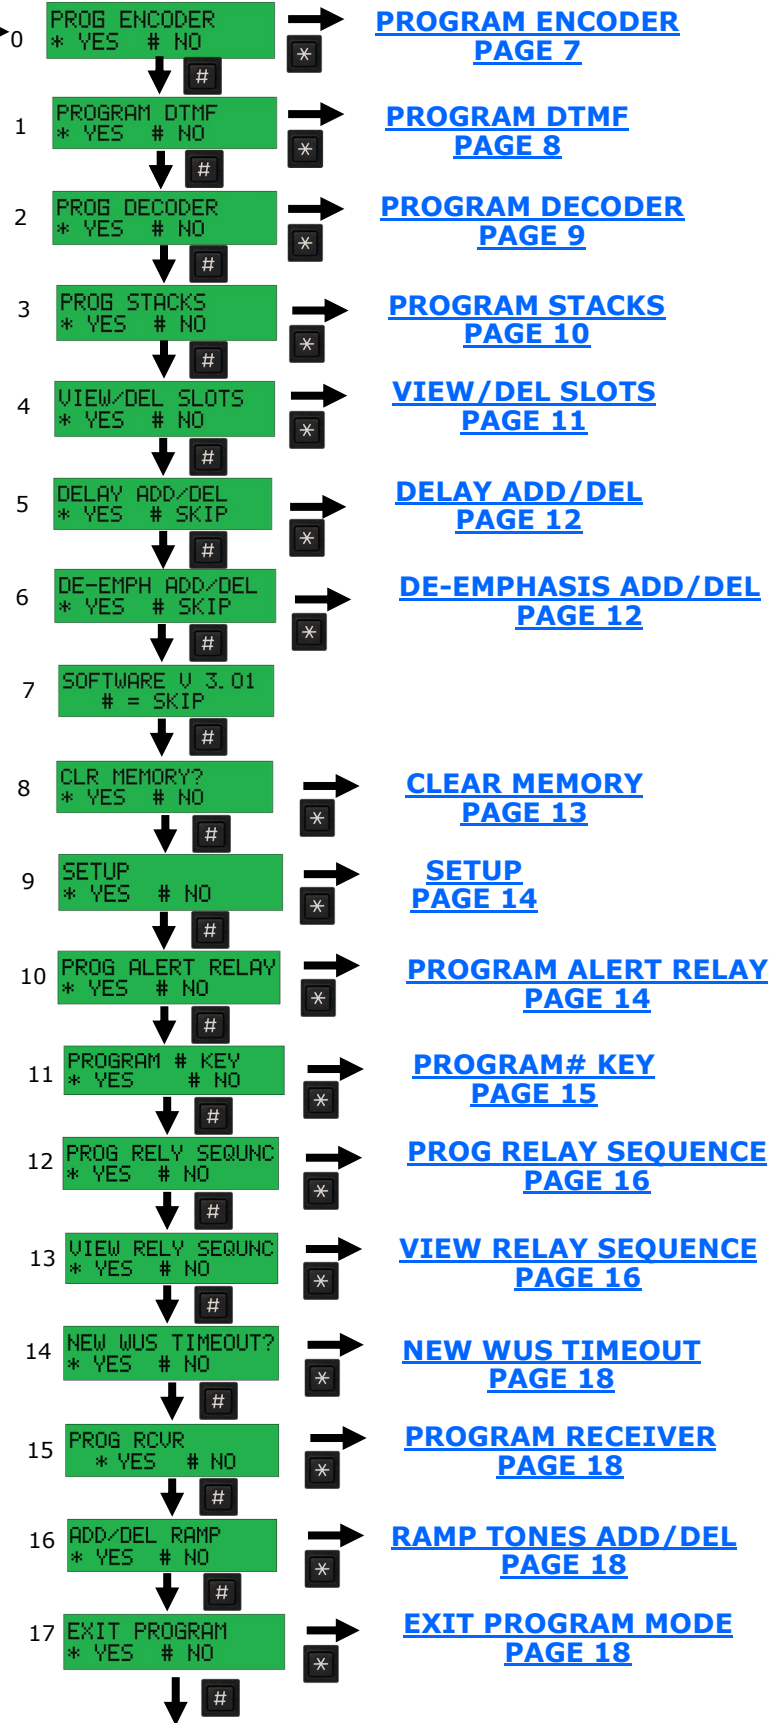 0
PROG ENCODER
* YES # NO
*
PROGRAM ENCODER
PAGE 7
#
1
PROGRAM DTMF
* YES # NO
*
PROGRAM DTMF
PAGE 8
#
2
PROG DECODER
* YES # NO
*
PROGRAM DECODER
PAGE 9
#
3
PROG STACKS
* YES # NO
*
PROGRAM STACKS
PAGE 10
#
4
VIEW/DEL SLOTS
* YES # NO
*
VIEW/DEL SLOTS
PAGE 11
#
5
DELAY ADD/DEL
* YES # SKIP
*
DELAY ADD/DEL
PAGE 12
#
6
DE-EMPH ADD/DEL
* YES # SKIP
*
DE-EMPHASIS ADD/DEL
PAGE 12
#
7
SOFTWARE V 3.01
# = SKIP
#
8
CLR MEMORY?
* YES # NO
*
CLEAR MEMORY
PAGE 13
#
9
SETUP
* YES # NO
*
SETUP
PAGE 14
#
10
PROG ALERT RELAY
* YES # NO
*
PROGRAM ALERT RELAY
PAGE 14
#
11
PROGRAM # KEY
* YES # NO
*
PROGRAM# KEY
PAGE 15
#
12
PROG RELY SEQUNC
* YES # NO
*
PROG RELAY SEQUENCE
PAGE 16
#
13
VIEW RELY SEQUNC
* YES # NO
*
VIEW RELAY SEQUENCE
PAGE 16
#
14
NEW WUS TIMEOUT?
* YES # NO
*
NEW WUS TIMEOUT
PAGE 18
#
15
PROG RCVR
* YES # NO
*
PROGRAM RECEIVER
PAGE 18
#
16
ADD/DEL RAMP
* YES # NO
*
RAMP TONES ADD/DEL
PAGE 18
#
17
EXIT PROGRAM
* YES # NO
*
EXIT PROGRAM MODE
PAGE 18
#